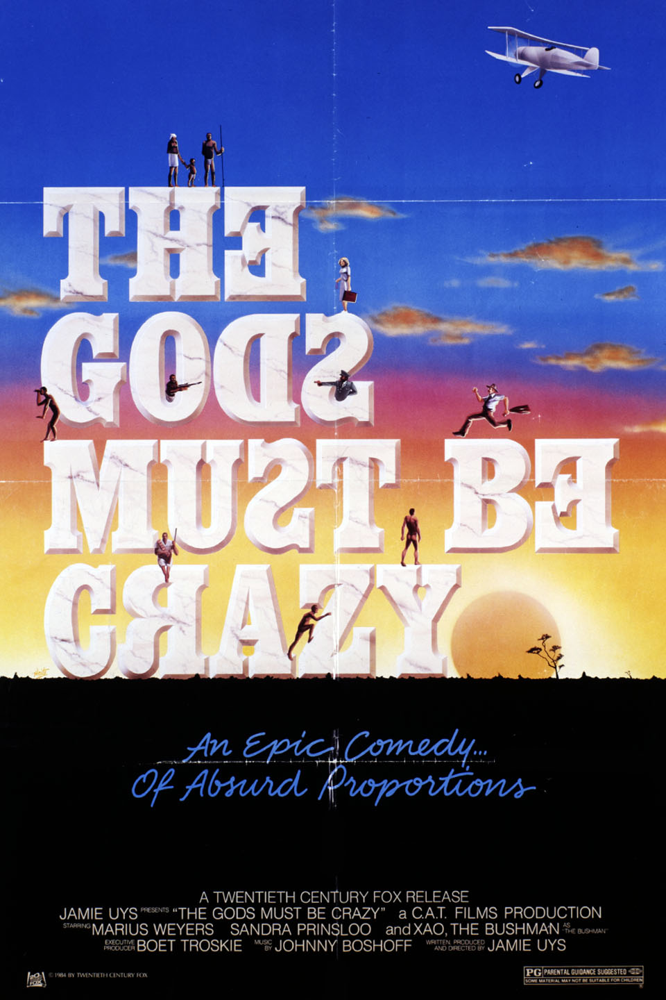 THE
GODS
MUST BE
CRAZY
An Epic Comedy...
Of Absurd Proportions
A TWENTIETH CENTURY FOX RELEASE
JAMIE UYS PRESENTS "THE GODS MUST BE CRAZY" a C.A.T. FILMS PRODUCTION
STARRING MARIUS WEYERS SANDRA PRINSLOO and XAO, THE BUSHMAN AS "THE BUSHMAN"
EXECUTIVE PRODUCER BOET TROSKIE MUSIC BY JOHNNY BOSHOFF WRITTEN, PRODUCED AND DIRECTED BY JAMIE UYS
20 CENTURY FOX © 1984 BY TWENTIETH CENTURY FOX
PG PARENTAL GUIDANCE SUGGESTED
SOME MATERIAL MAY NOT BE SUITABLE FOR CHILDREN